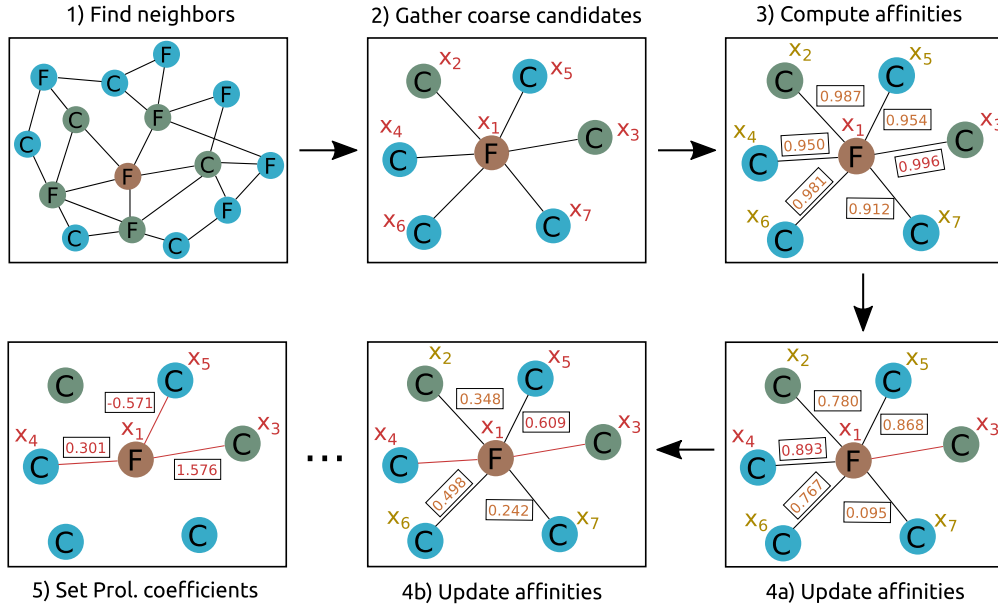 1) Find neighbors
2) Gather coarse candidates
3) Compute affinities
F
F
C
F
C
F
C
F
C
F
F
F
F
C
F
C
x2
C
x5
C
x4
C
x1
F
x3
C
x6
C
x7
C
x2
C
0.987
x5
C
0.954
x4
C
0.950
x1
F
x3
C
0.996
0.981
x6
C
0.912
x7
C
C
x5
C
-0.571
x4
C
0.301
x1
F
x3
C
1.576
C
C
...
x2
C
0.348
x5
C
0.609
x4
C
x1
F
x3
C
0.498
x6
C
0.242
x7
C
x2
C
0.780
x5
C
0.868
x4
C
0.893
x1
F
x3
C
0.767
x6
C
0.095
x7
C
5) Set Prol. coefficients
4b) Update affinities
4a) Update affinities